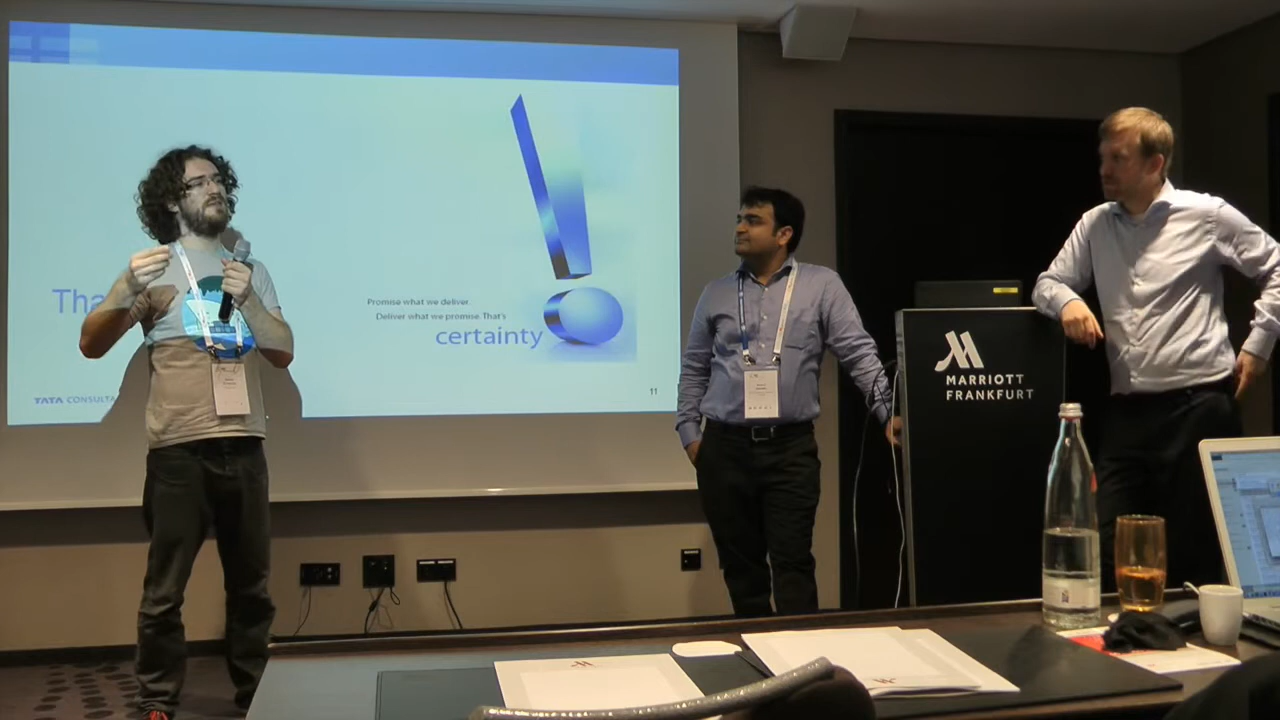 Tha
Promise what we deliver.
Deliver what we promise. That's
certainty
TATA CONSULTA
11
MARRIOTT
FRANKFURT